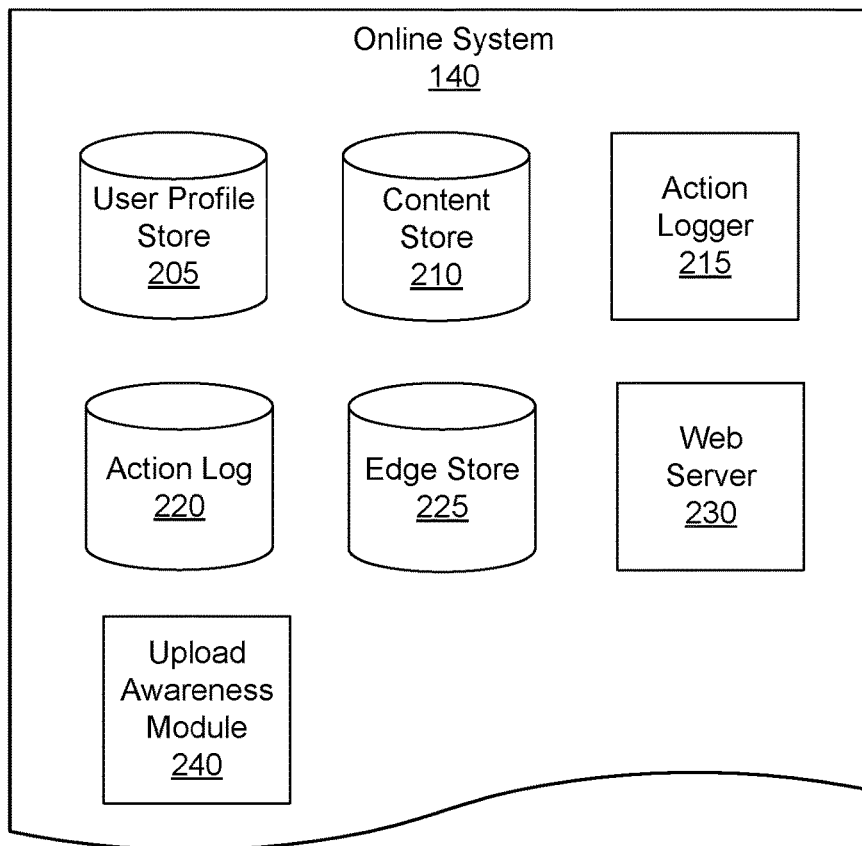 Online System
140
User Profile
Store
205
Content
Store
210
Action
Logger
215
Action Log
220
Edge Store
225
Web
Server
230
Upload
Awareness
Module
240